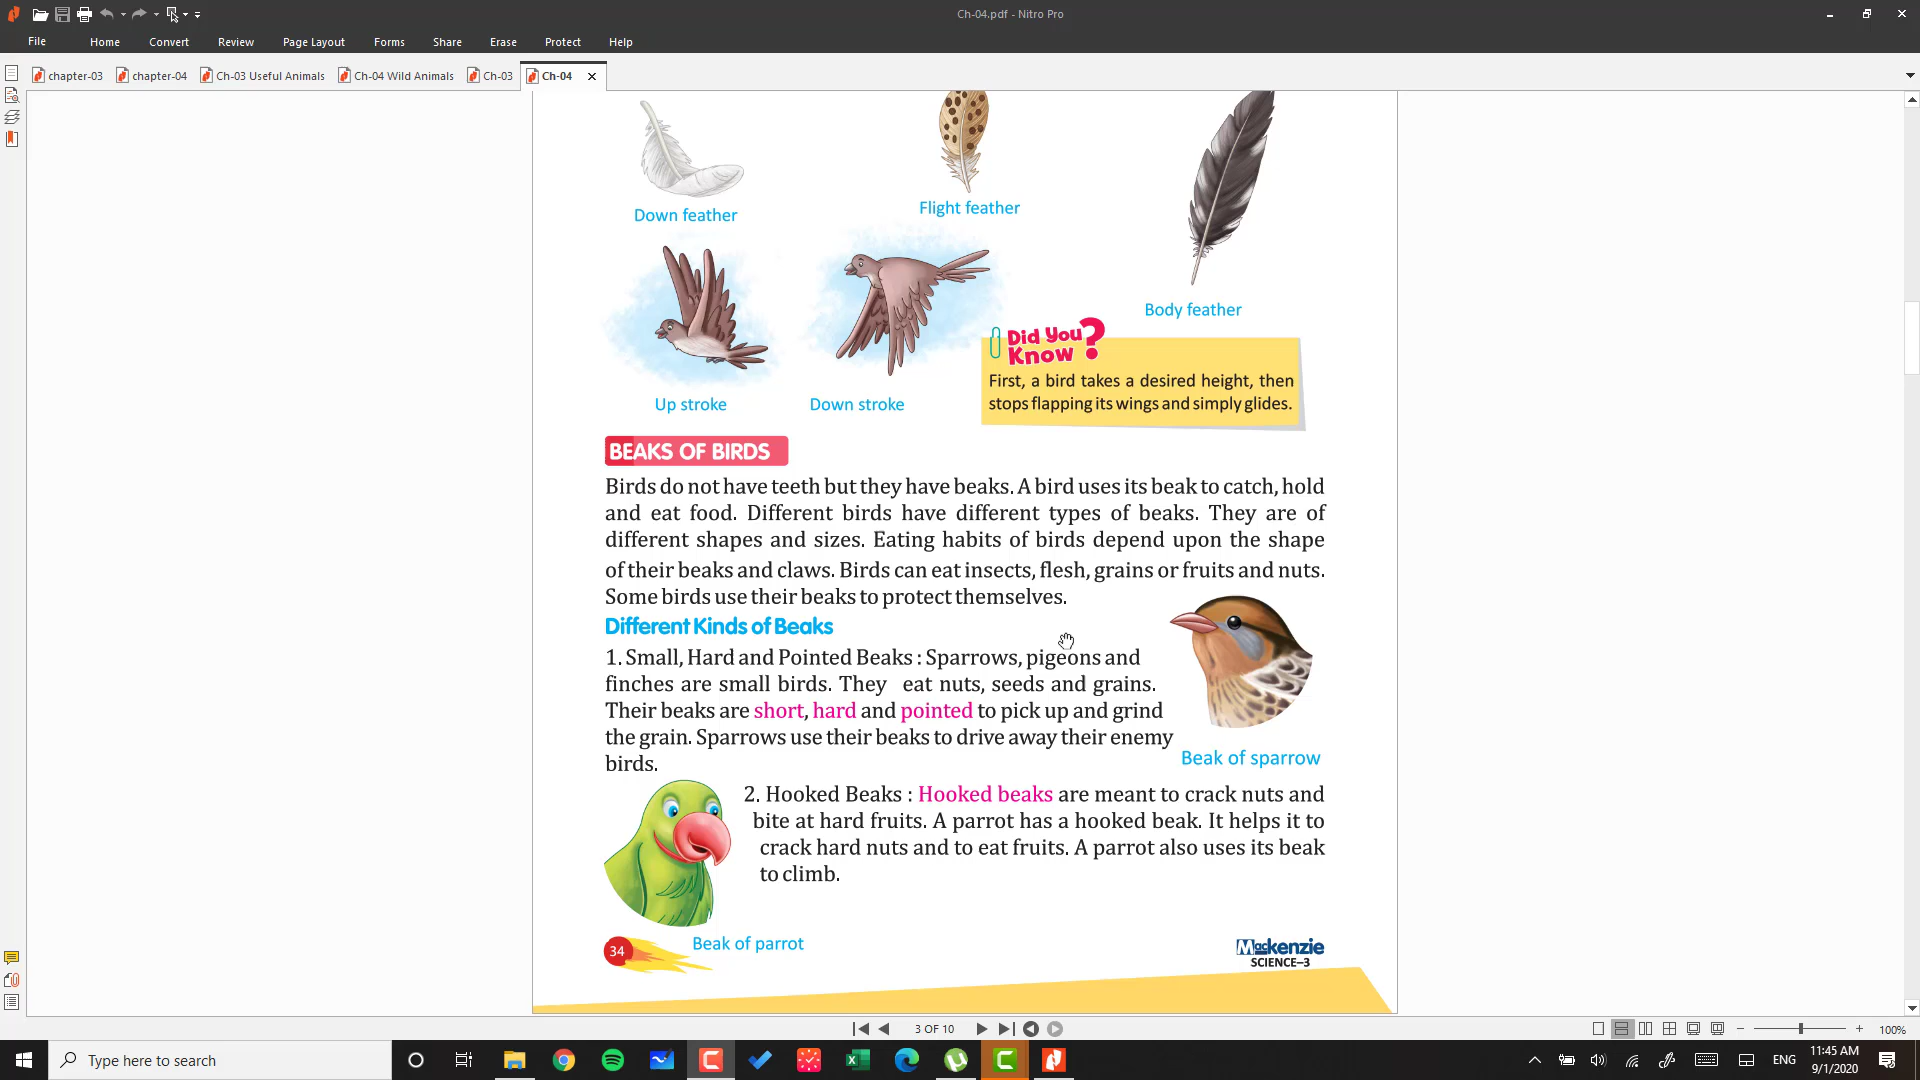 Ch-04.pdf - Nitro Pro
File Home Convert Review Page Layout Forms Share Erase Protect Help
chapter-03 chapter-04 Ch-03 Useful Animals Ch-04 Wild Animals Ch-03 Ch-04
Down feather
Flight feather
Body feather
Up stroke
Down stroke
Did You
Know?
First, a bird takes a desired height, then
stops flapping its wings and simply glides.
BEAKS OF BIRDS
Birds do not have teeth but they have beaks. A bird uses its beak to catch, hold
and eat food. Different birds have different types of beaks. They are of
different shapes and sizes. Eating habits of birds depend upon the shape
of their beaks and claws. Birds can eat insects, flesh, grains or fruits and nuts.
Some birds use their beaks to protect themselves.
Different Kinds of Beaks
1. Small, Hard and Pointed Beaks : Sparrows, pigeons and
finches are small birds. They eat nuts, seeds and grains.
Their beaks are short, hard and pointed to pick up and grind
the grain. Sparrows use their beaks to drive away their enemy
birds.
Beak of sparrow
2. Hooked Beaks : Hooked beaks are meant to crack nuts and
bite at hard fruits. A parrot has a hooked beak. It helps it to
crack hard nuts and to eat fruits. A parrot also uses its beak
to climb.
Beak of parrot
34
Mackenzie
SCIENCE–3
3 OF 10
100%
Type here to search
ENG
11:45 AM
9/1/2020